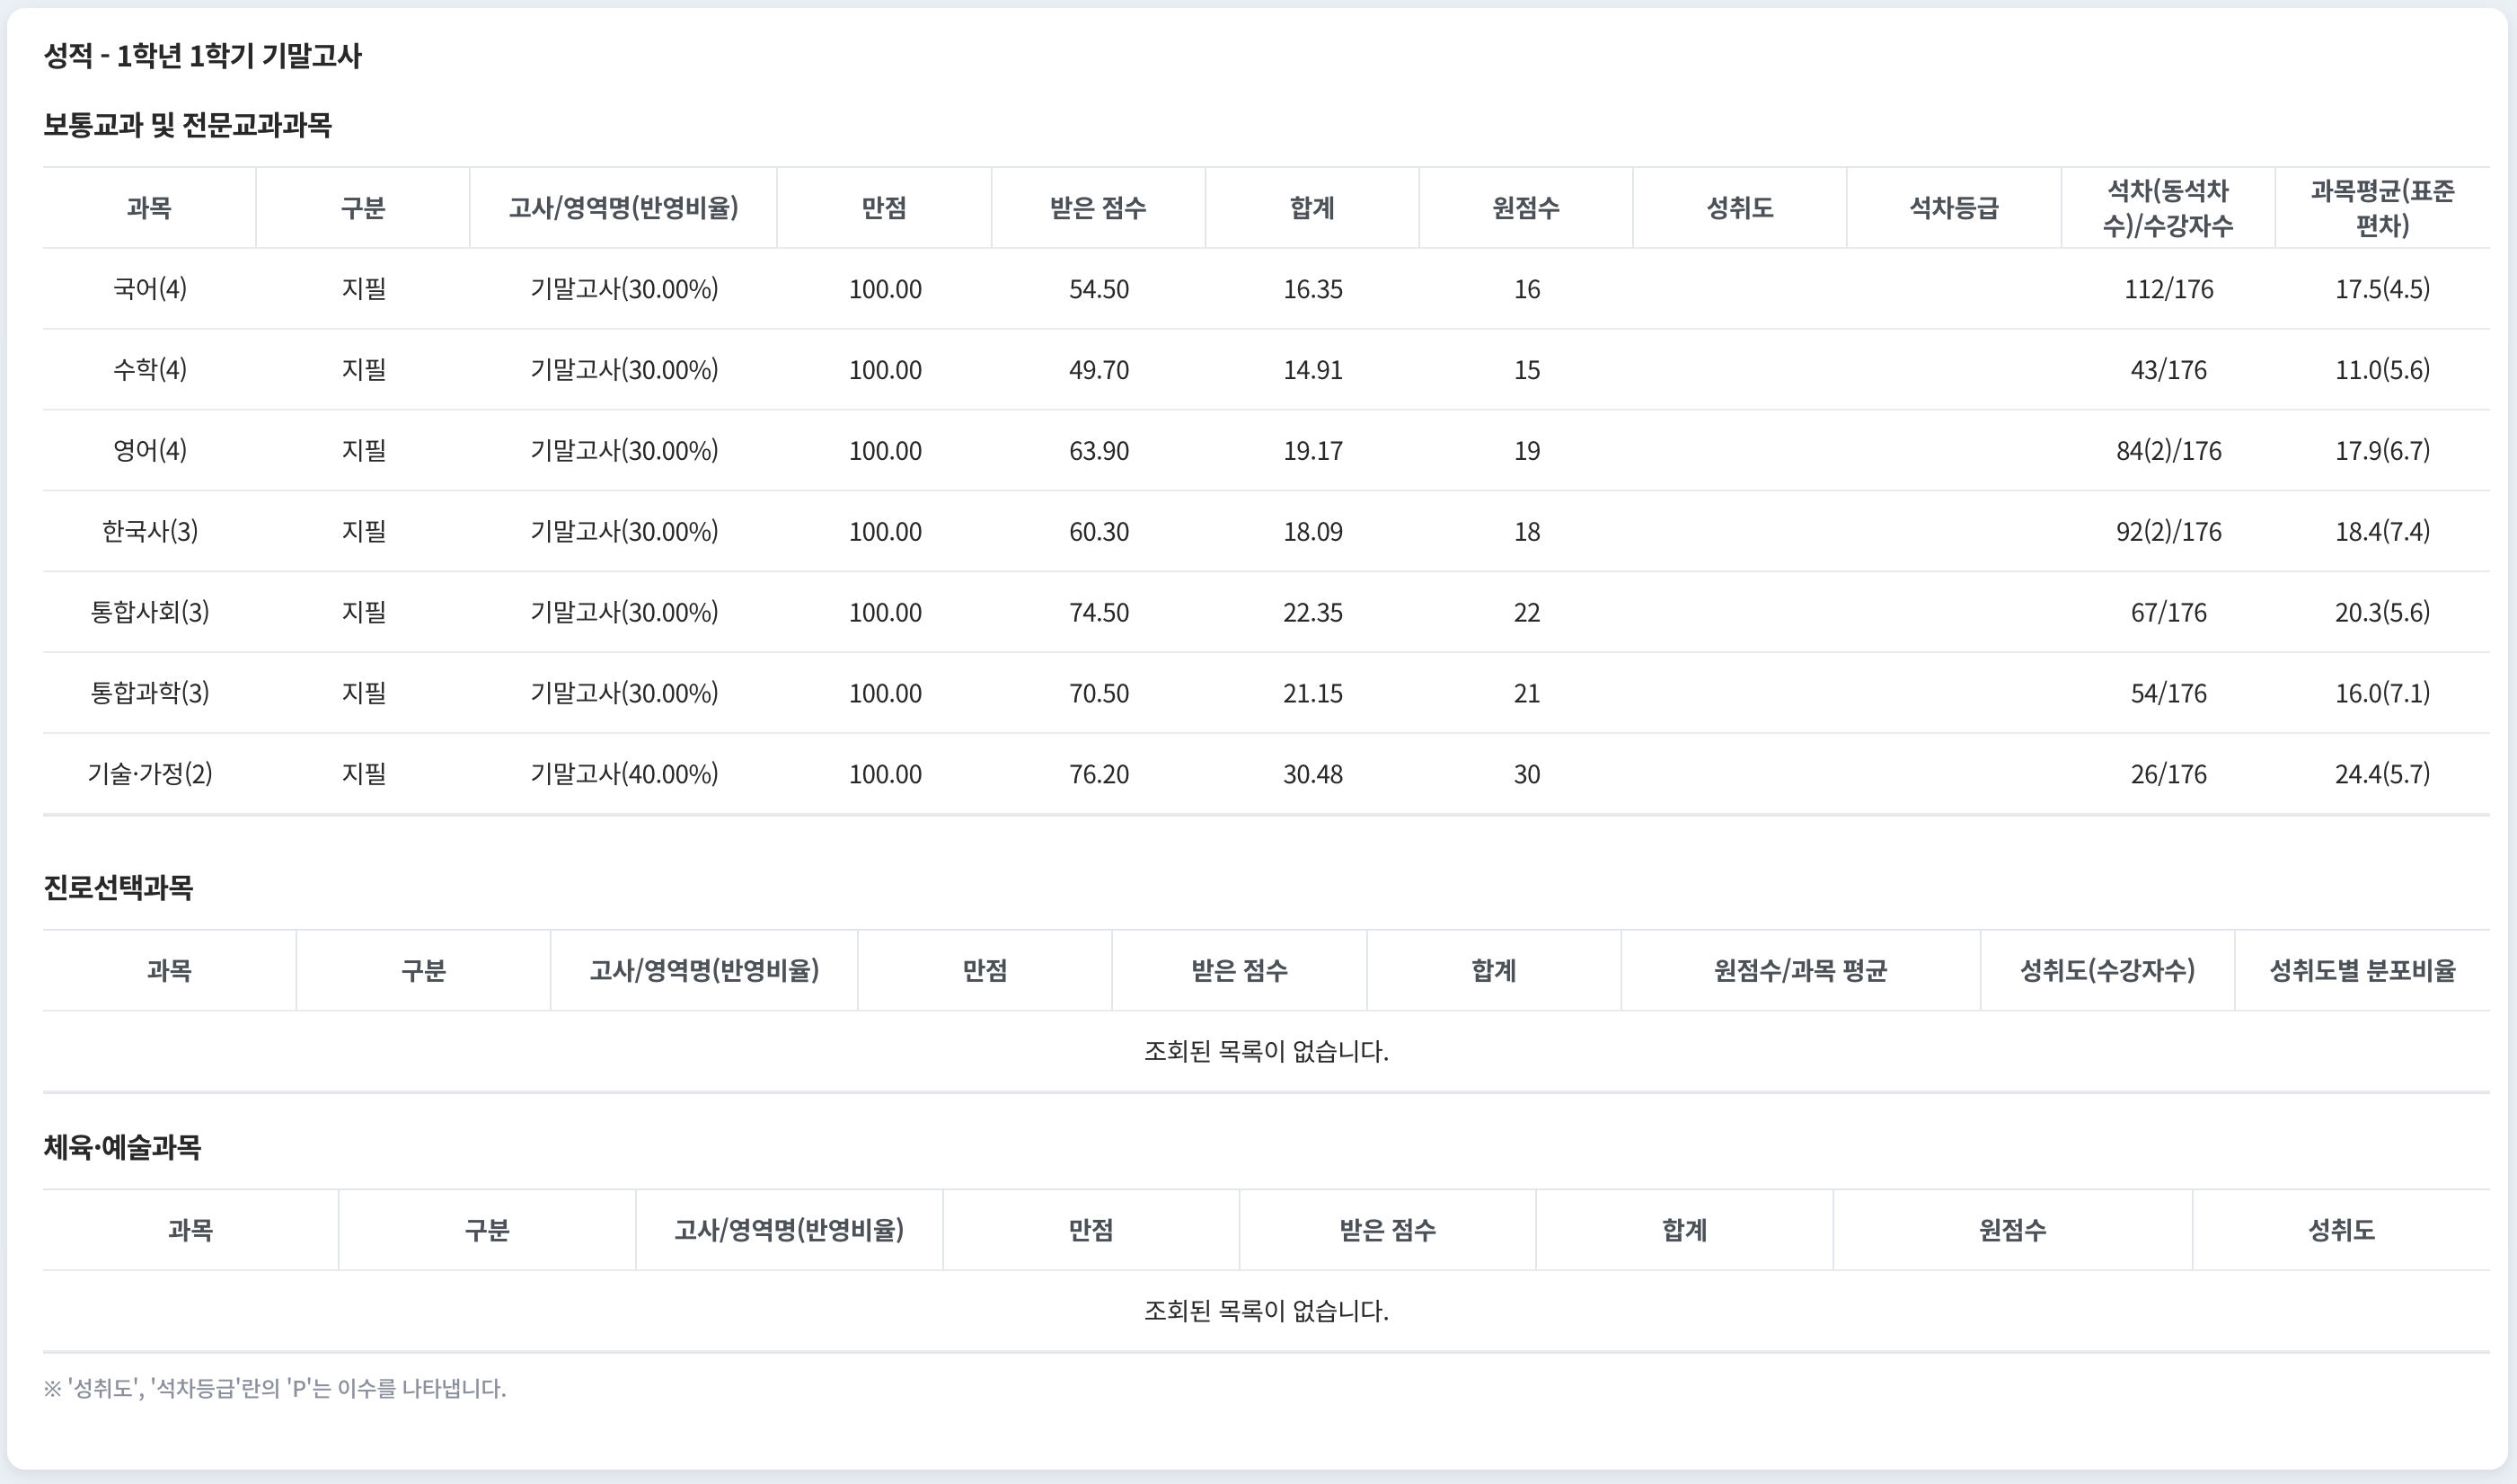 성적 - 1학년 1학기 기말고사
보통교과 및 전문교과과목
과목 구분 고사/영역명(반영비율) 만점 받은 점수 합계 원점수 성취도 석차등급 석차(동석차 수)/수강자수 과목평균(표준 편차)
국어(4) 지필 기말고사(30.00%) 100.00 54.50 16.35 16 112/176 17.5(4.5)
수학(4) 지필 기말고사(30.00%) 100.00 49.70 14.91 15 43/176 11.0(5.6)
영어(4) 지필 기말고사(30.00%) 100.00 63.90 19.17 19 84(2)/176 17.9(6.7)
한국사(3) 지필 기말고사(30.00%) 100.00 60.30 18.09 18 92(2)/176 18.4(7.4)
통합사회(3) 지필 기말고사(30.00%) 100.00 74.50 22.35 22 67/176 20.3(5.6)
통합과학(3) 지필 기말고사(30.00%) 100.00 70.50 21.15 21 54/176 16.0(7.1)
기술·가정(2) 지필 기말고사(40.00%) 100.00 76.20 30.48 30 26/176 24.4(5.7)
진로선택과목
과목 구분 고사/영역명(반영비율) 만점 받은 점수 합계 원점수/과목 평균 성취도(수강자수) 성취도별 분포비율
조회된 목록이 없습니다.
체육·예술과목
과목 구분 고사/영역명(반영비율) 만점 받은 점수 합계 원점수 성취도
조회된 목록이 없습니다.
※ '성취도', '석차등급'란의 'P'는 이수를 나타냅니다.